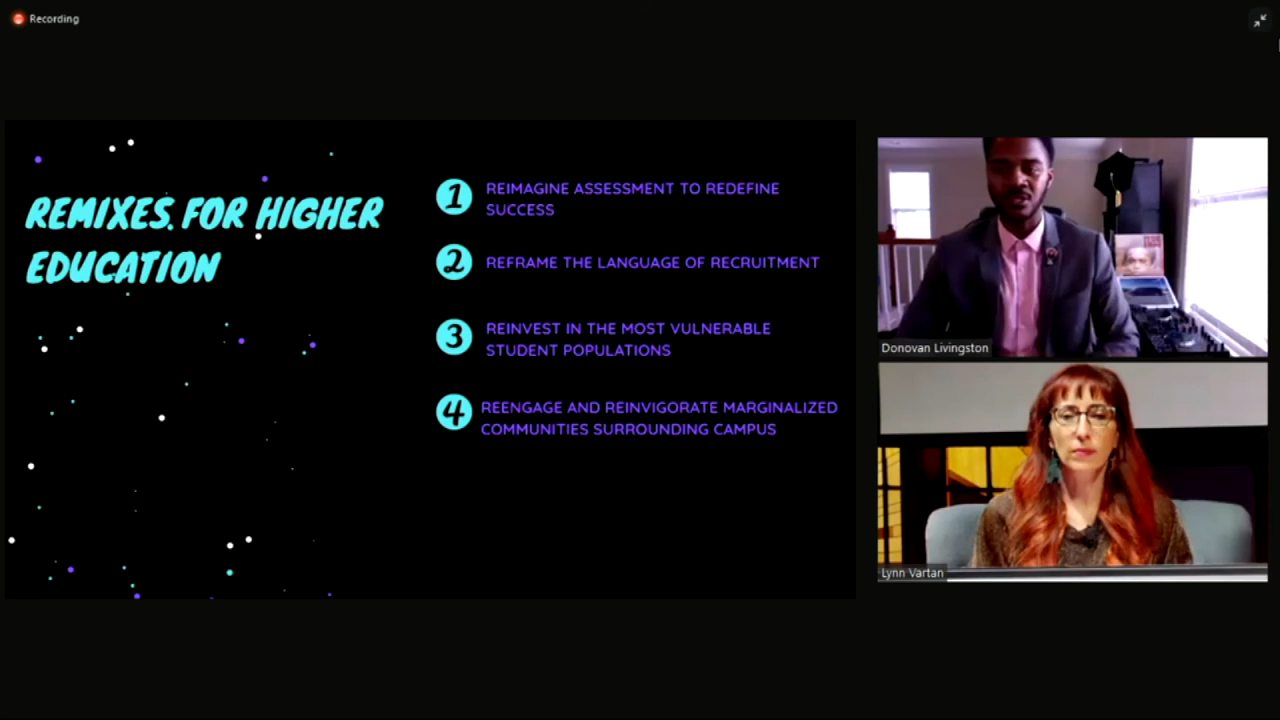 Recording
REMIXES FOR HIGHER
EDUCATION
1 REIMAGINE ASSESSMENT TO REDEFINE
SUCCESS
2 REFRAME THE LANGUAGE OF RECRUITMENT
3 REINVEST IN THE MOST VULNERABLE
STUDENT POPULATIONS
4 REENGAGE AND REINVIGORATE MARGINALIZED
COMMUNITIES SURROUNDING CAMPUS
Donovan Livingston
Lynn Vartan